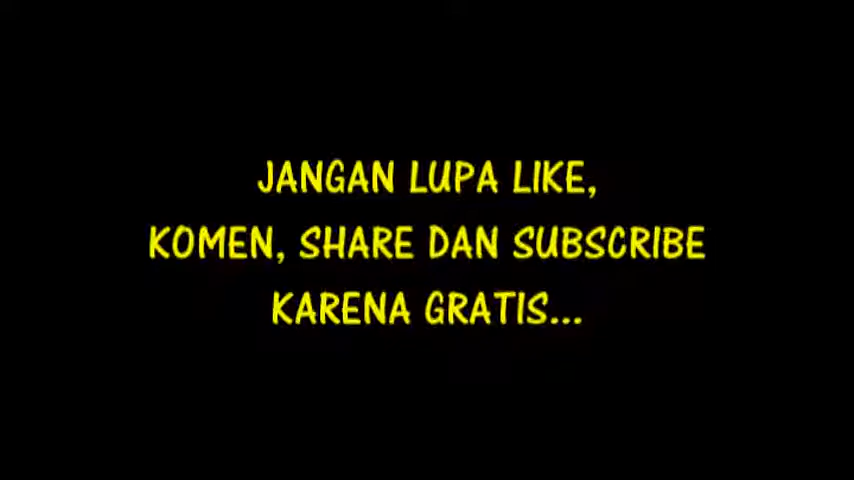 JANGAN LUPA LIKE,
KOMEN, SHARE DAN SUBSCRIBE
KARENA GRATIS...